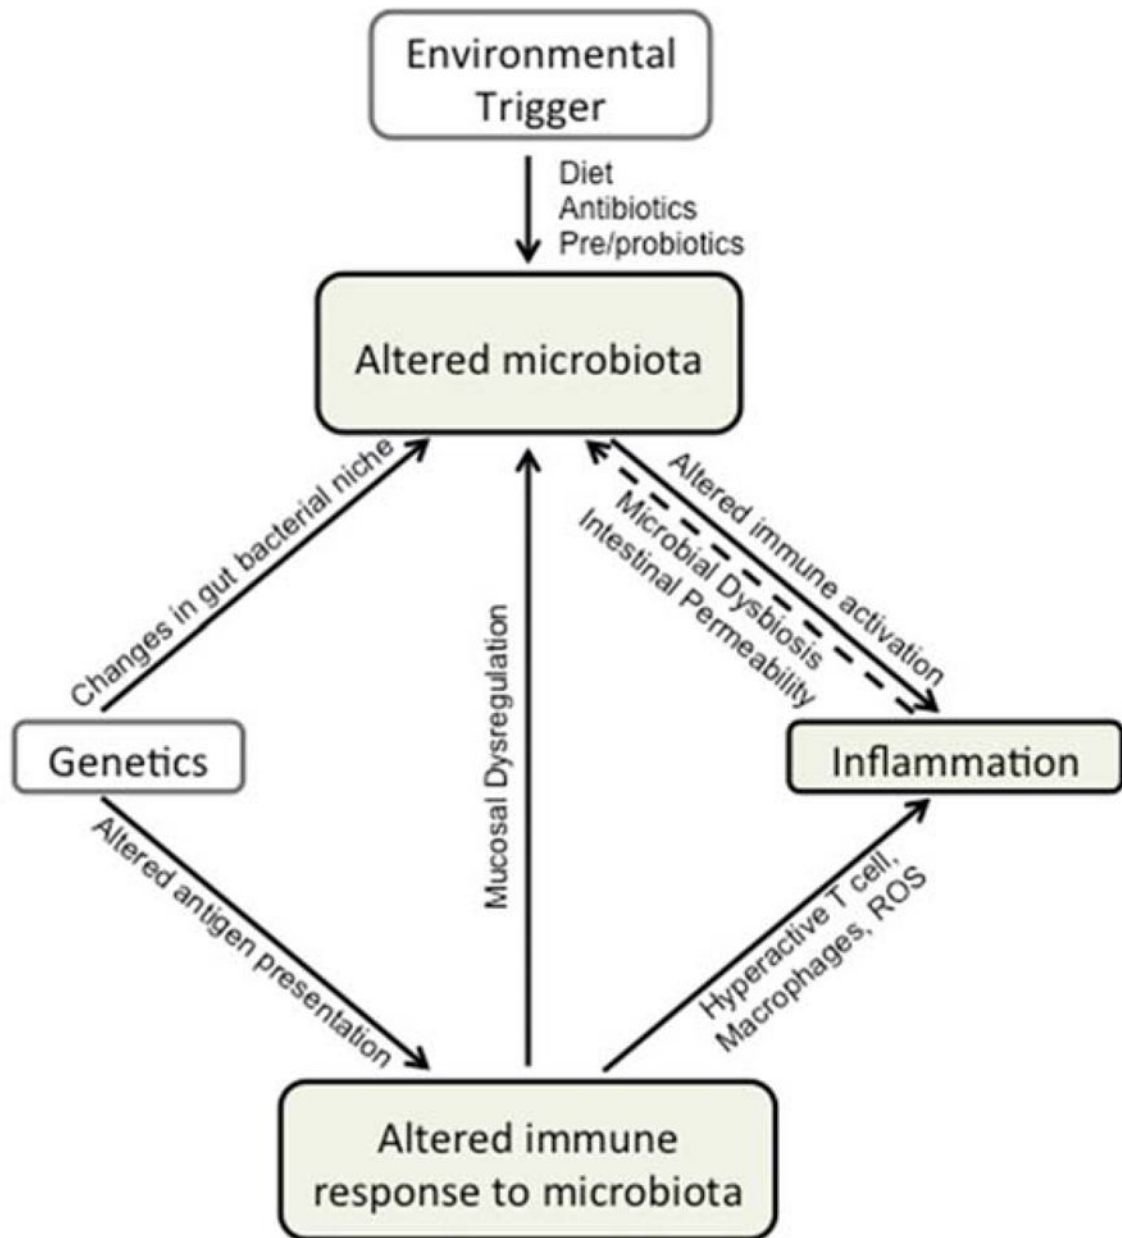 Environmental
Trigger
Diet
Antibiotics
Pre/probiotics
Altered microbiota
Changes in gut bacterial niche
Altered immune activation
Microbial Dysbiosis
Intestinal Permeability
Mucosal Dysregulation
Genetics
Inflammation
Altered antigen presentation
Hyperactive T cell,
Macrophages, ROS
Altered immune
response to microbiota